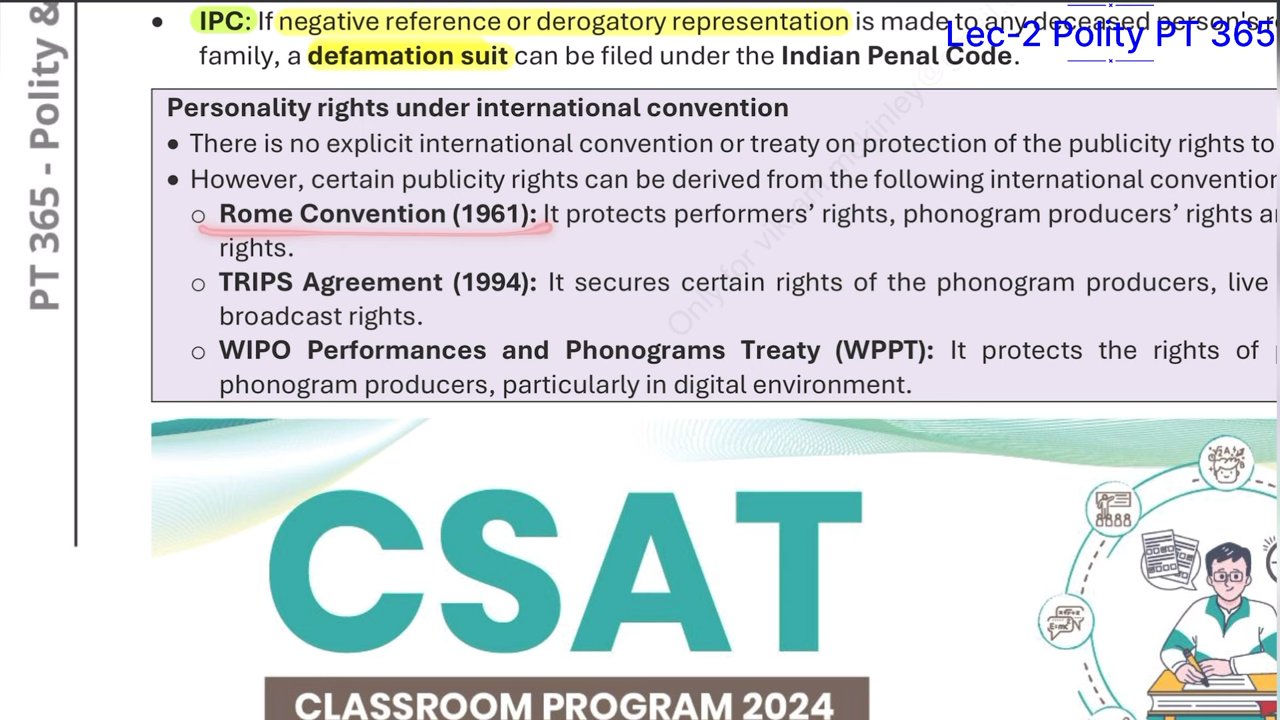 IPC: If negative reference or derogatory representation is made to any deceased person's
Lec-2 Polity PT 365
family, a defamation suit can be filed under the Indian Penal Code.
PT 365 - Polity &
Personality rights under international convention
• There is no explicit international convention or treaty on protection of the publicity rights to
• However, certain publicity rights can be derived from the following international convention
o Rome Convention (1961): It protects performers’ rights, phonogram producers’ rights
rights.
o TRIPS Agreement (1994): It secures certain rights of the phonogram producers, live
broadcast rights.
o WIPO Performances and Phonograms Treaty (WPPT): It protects the rights of
phonogram producers, particularly in digital environment.
CSAT
CLASSROOM PROGRAM 2024